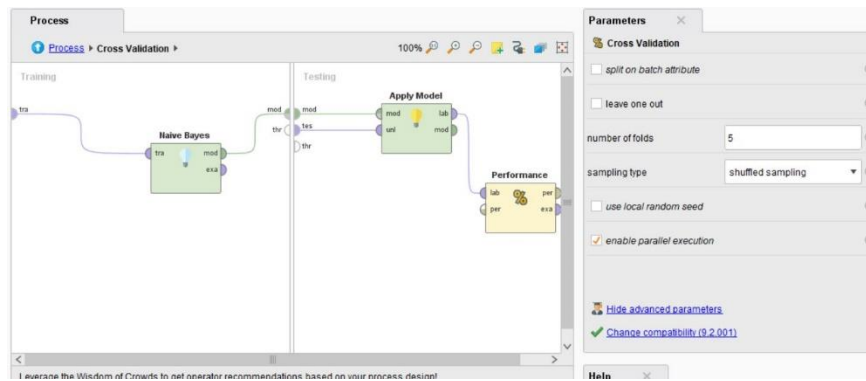 Process
Process ▸ Cross Validation ▸
100%
Training
Testing
tra
Naive Bayes
tra
mod
exa
mod
mod
thr
tes
thr
Apply Model
mod
lab
unl
mod
Performance
lab
per
per
exa
Leverage the Wisdom of Crowds to get operator recommendations based on your process design!
Parameters
% Cross Validation
split on batch attribute
leave one out
number of folds
5
sampling type
shuffled sampling
use local random seed
enable parallel execution
Hide advanced parameters
Change compatibility (9.2.001)
Help